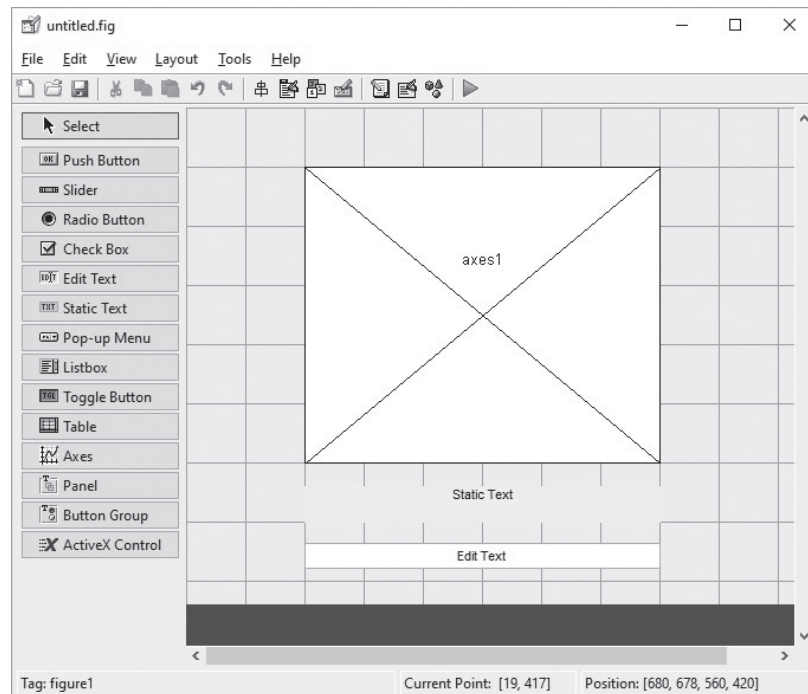 untitled.fig
File Edit View Layout Tools Help
Select
Push Button
Slider
Radio Button
Check Box
Edit Text
Static Text
Pop-up Menu
Listbox
Toggle Button
Table
Axes
Panel
Button Group
ActiveX Control
axes1
Static Text
Edit Text
Tag: figure1 Current Point: [19, 417] Position: [680, 678, 560, 420]